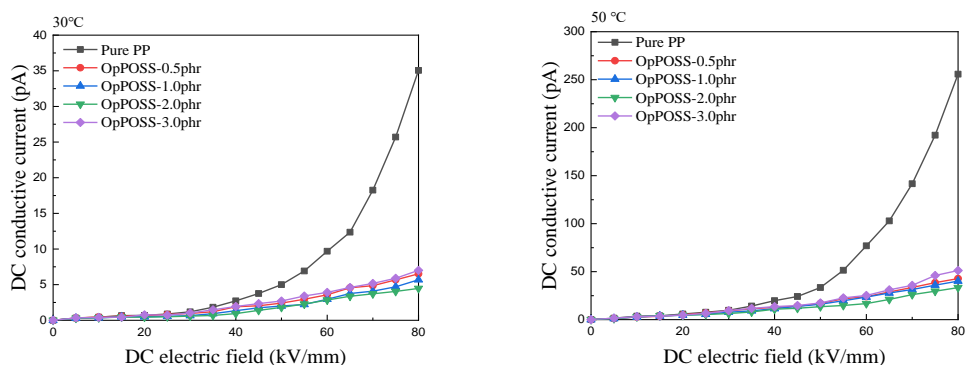 30℃
40
35
30
25
20
15
10
5
0
DC conductive current (pA)
Pure PP
OpPOSS-0.5phr
OpPOSS-1.0phr
OpPOSS-2.0phr
OpPOSS-3.0phr
0 20 40 60 80
DC electric field (kV/mm)
50 ℃
300
250
200
150
100
50
0
DC conductive current (pA)
Pure PP
OpPOSS-0.5phr
OpPOSS-1.0phr
OpPOSS-2.0phr
OpPOSS-3.0phr
0 20 40 60 80
DC electric field (kV/mm)